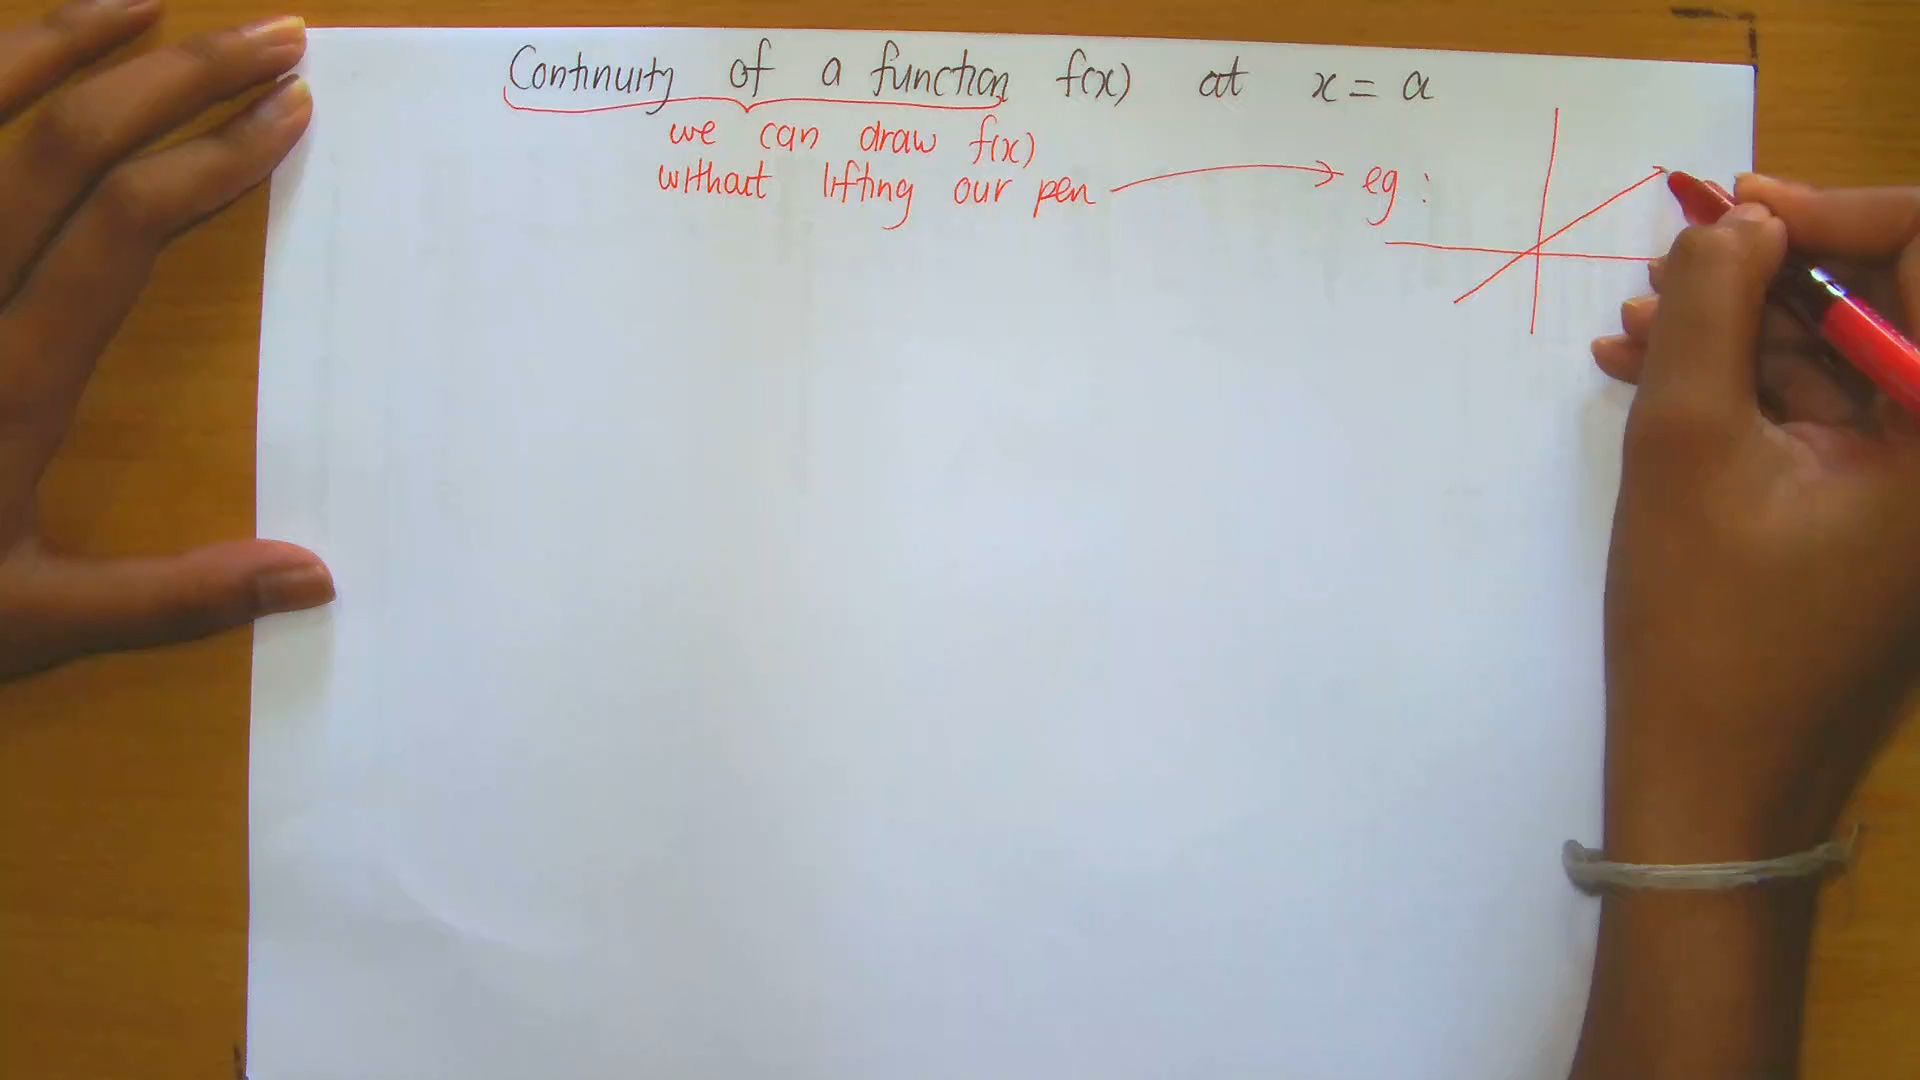 Continuity of a function f(x) at x = a
we can draw f(x)
without lifting our pen → eg :